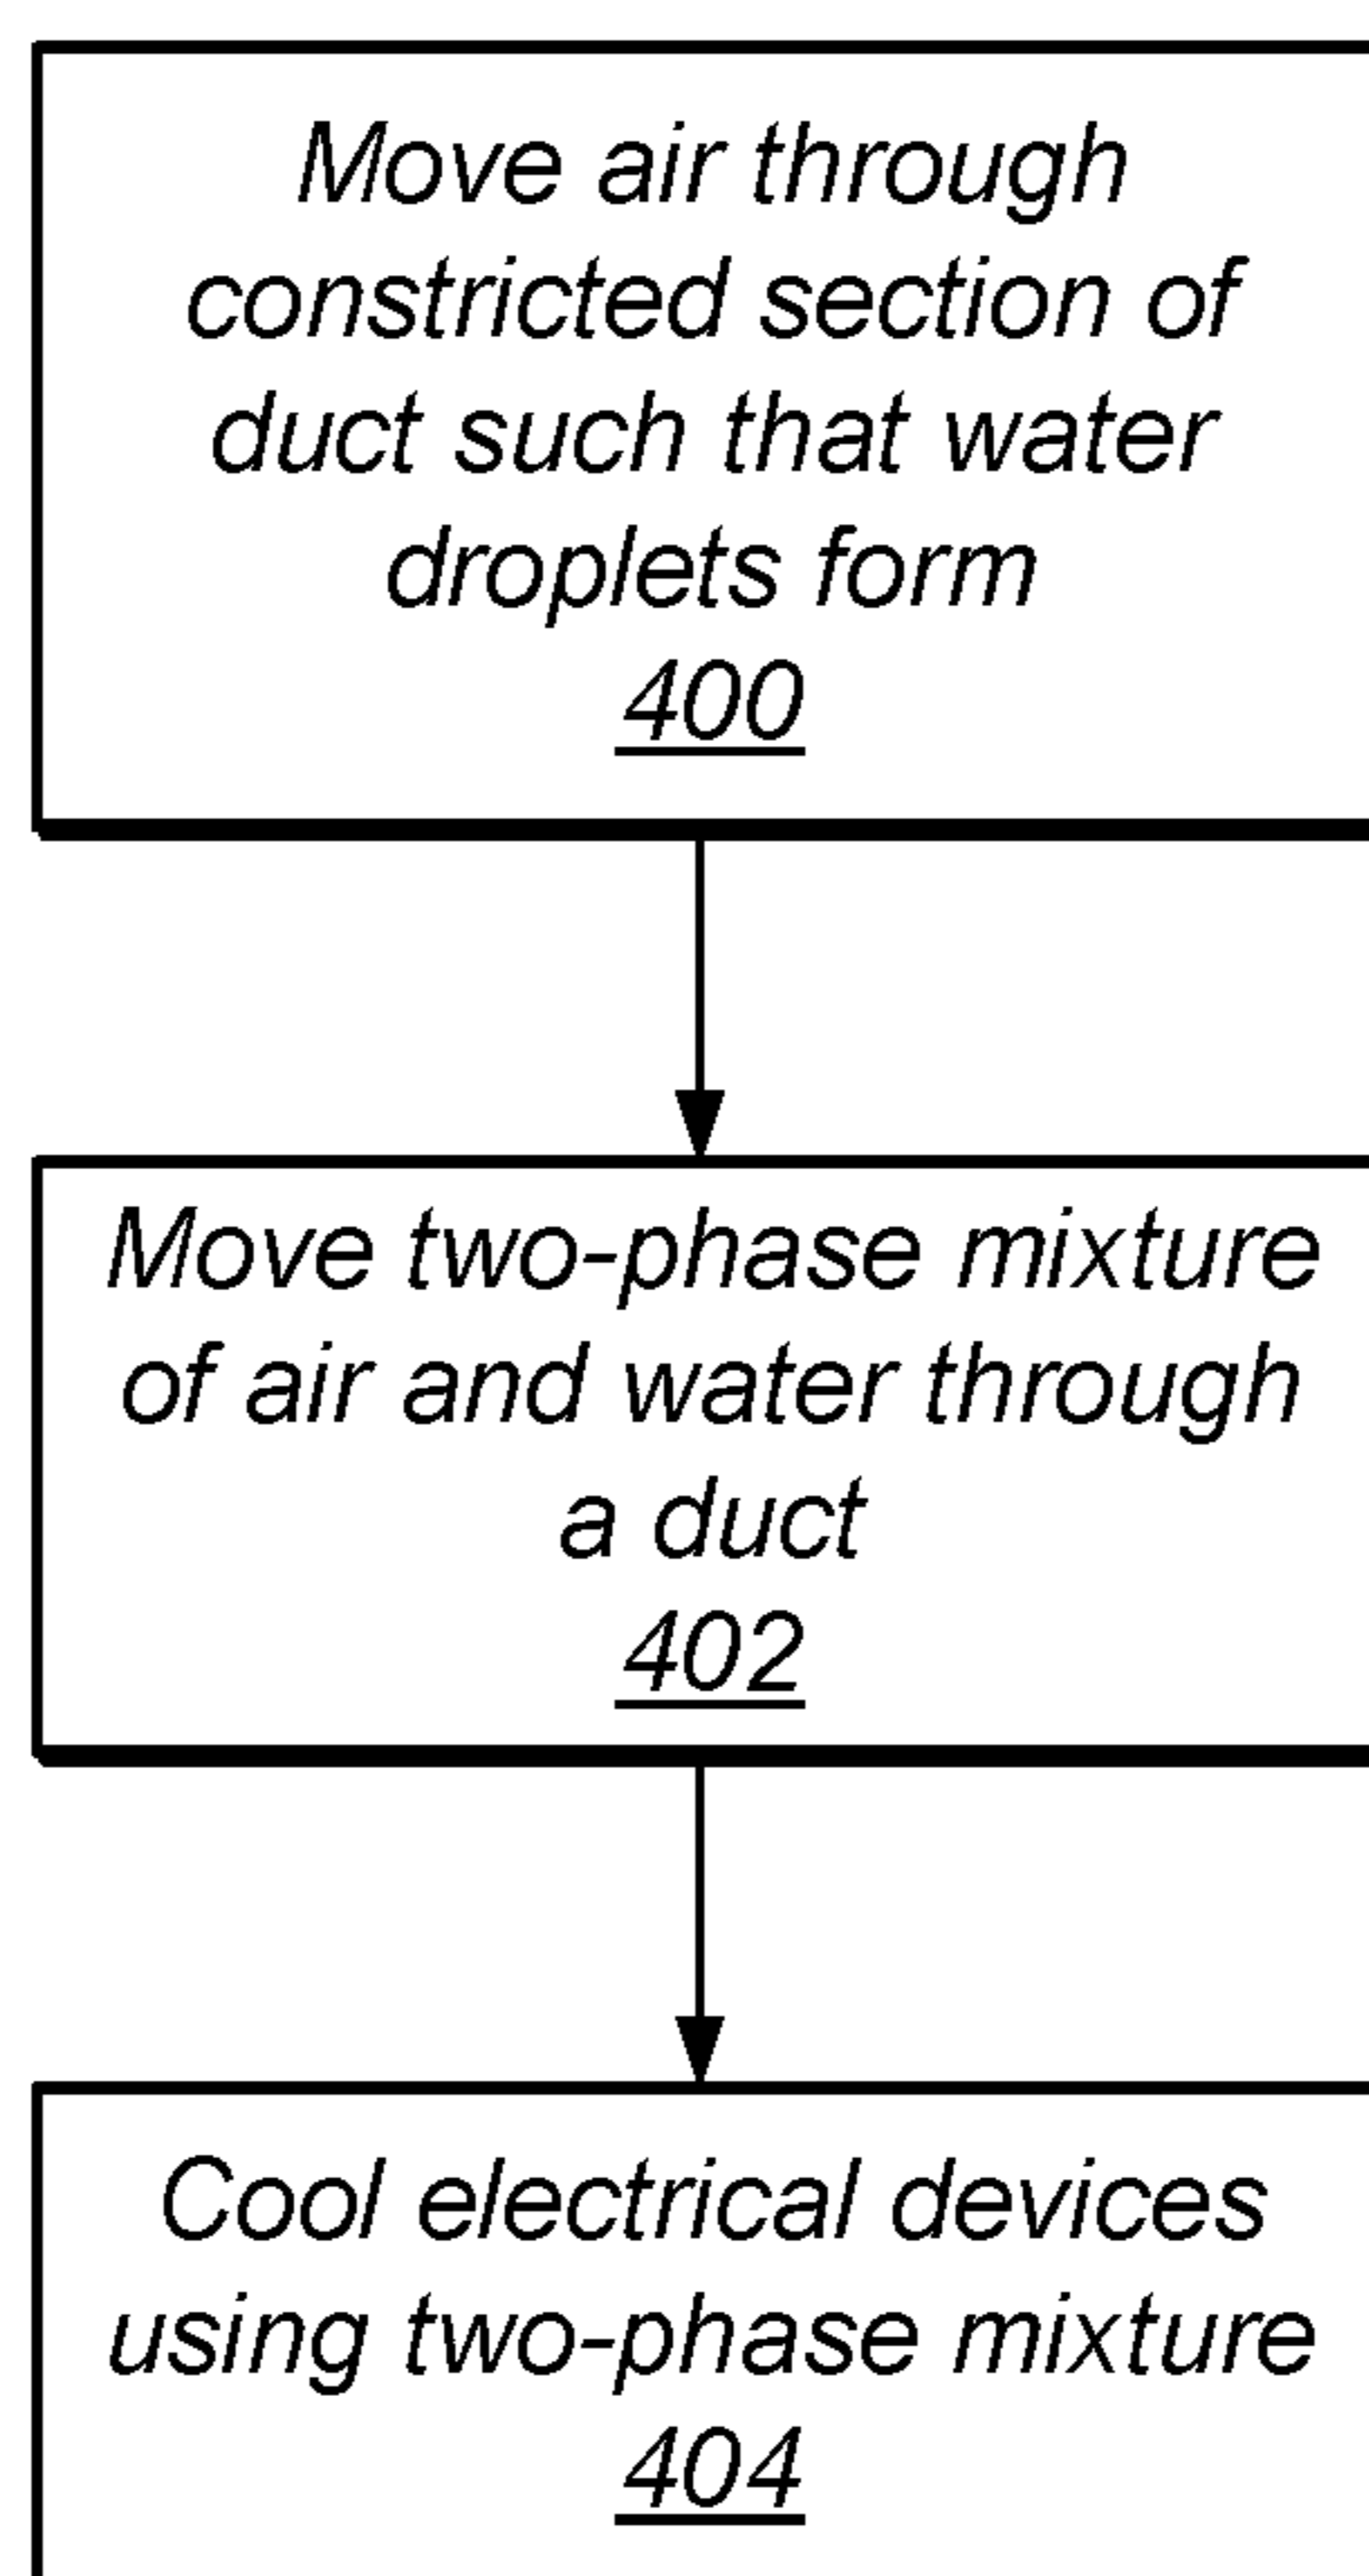 Move air through
constricted section of
duct such that water
droplets form
400
Move two-phase mixture
of air and water through
a duct
402
Cool electrical devices
using two-phase mixture
404